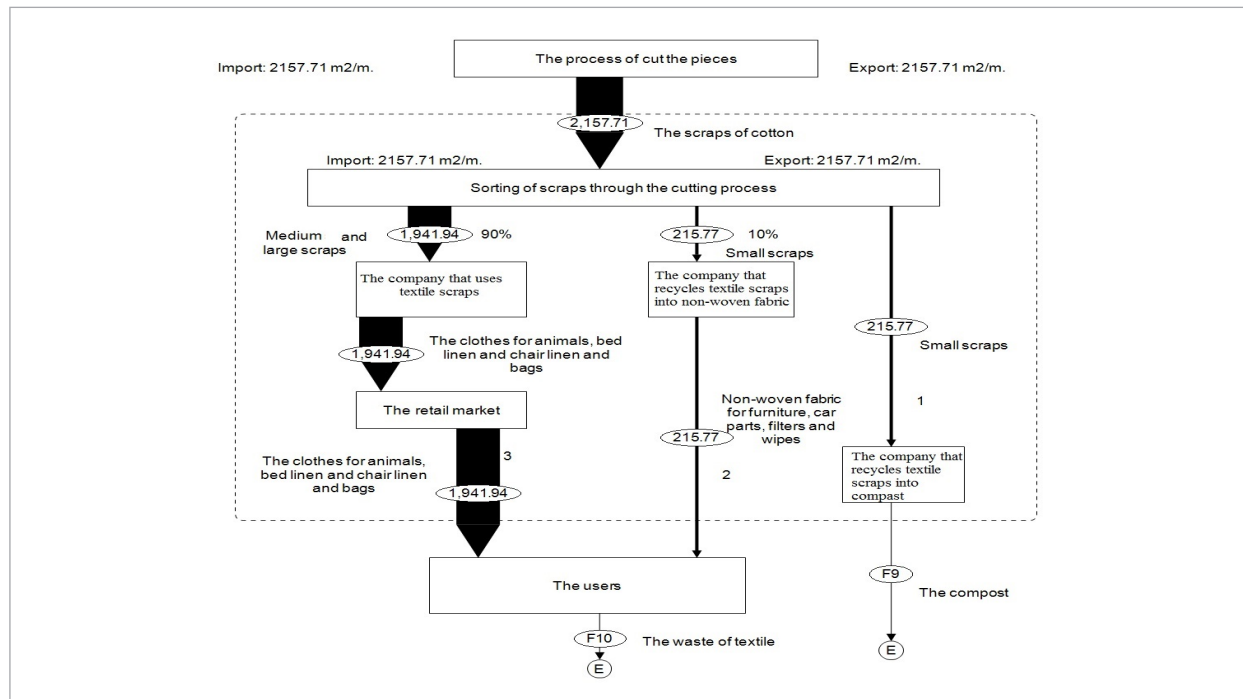 The process of cut the pieces
Import: 2157.71 m2/m.
Export: 2157.71 m2/m.
2,157.71
The scraps of cotton
Import: 2157.71 m2/m.
Export: 2157.71 m2/m.
Sorting of scraps through the cutting process
Medium and
large scraps
1,941.94
90%
215.77
10%
Small scraps
The company that uses
textile scraps
The company that
recycles textile scraps
into non-woven fabric
215.77
Small scraps
1,941.94
The clothes for animals, bed
linen and chair linen and
bags
The retail market
Non-woven fabric
for furniture, car
parts, filters and
wipes
1
215.77
2
The clothes for animals,
bed linen and chair linen
and bags
3
1,941.94
The company that
recycles textile
scraps into
compast
The users
F9
The compost
F10
The waste of textile
E
E